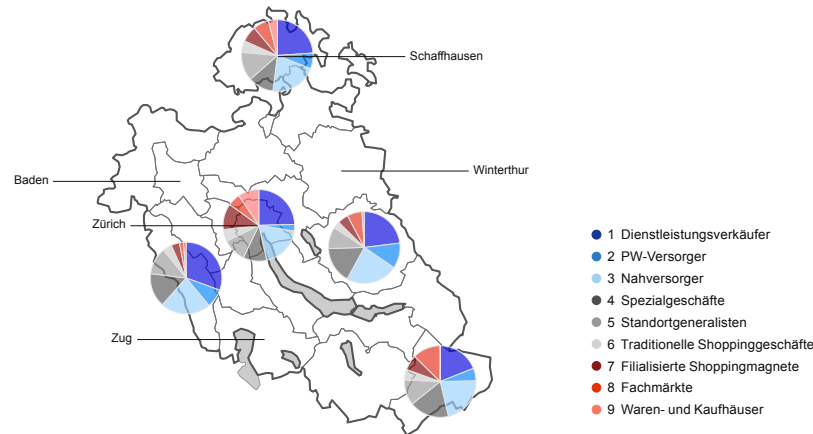 Schaffhausen
Winterthur
Baden
Zürich
Zug
1 Dienstleistungsverkäufer
2 PW-Versorger
3 Nahversorger
4 Spezialgeschäfte
5 Standortgeneralisten
6 Traditionelle Shoppinggeschäfte
7 Filialisierte Shoppingmagnete
8 Fachmärkte
9 Waren- und Kaufhäuser